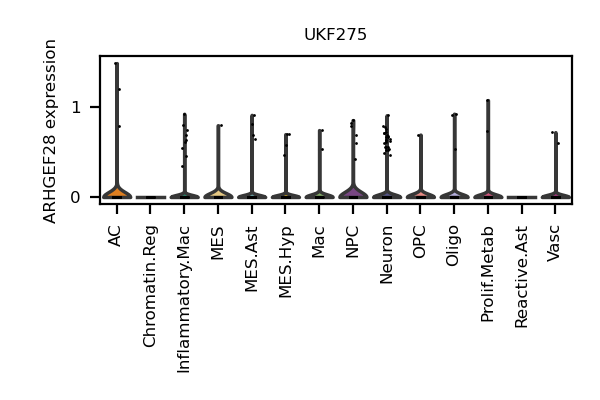 UKF275
ARHGEF28 expression
1
0
AC
Chromatin.Reg
Inflammatory.Mac
MES
MES.Ast
MES.Hyp
Mac
NPC
Neuron
OPC
Oligo
Prolif.Metab
Reactive.Ast
Vasc